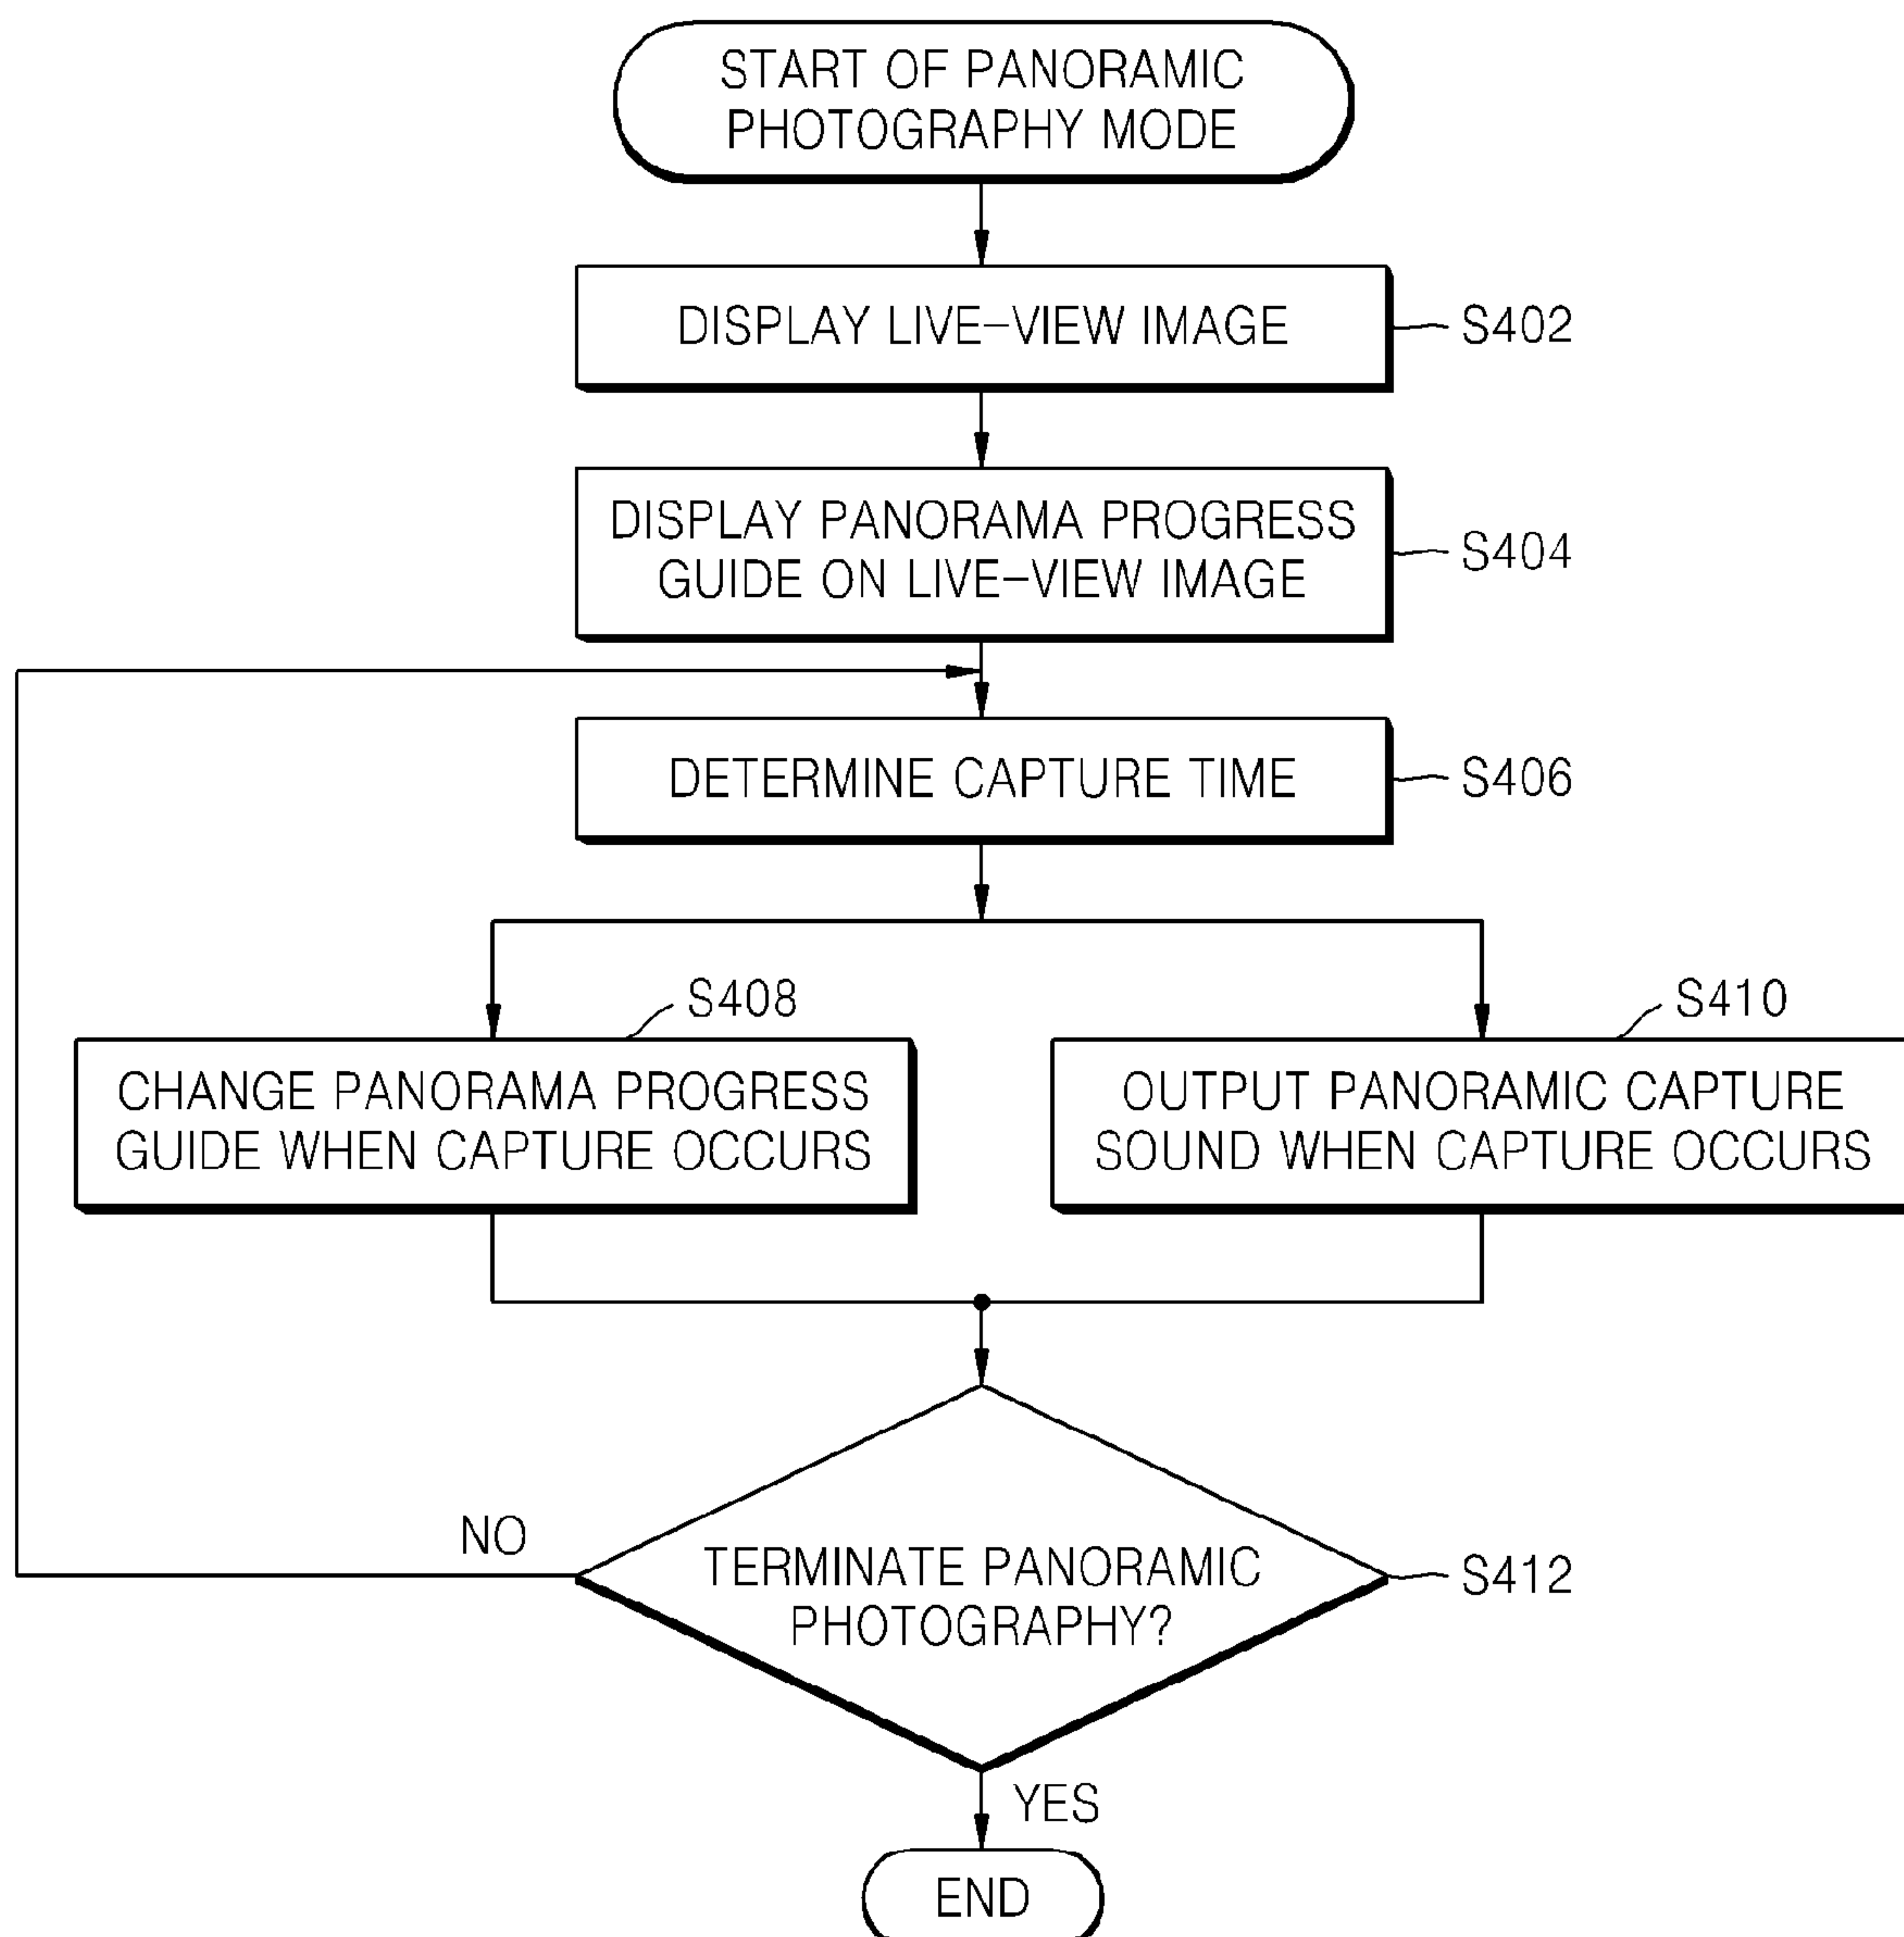 START OF PANORAMIC
PHOTOGRAPHY MODE
DISPLAY LIVE-VIEW IMAGE
S402
DISPLAY PANORAMA PROGRESS
GUIDE ON LIVE-VIEW IMAGE
S404
DETERMINE CAPTURE TIME
S406
S408
CHANGE PANORAMA PROGRESS
GUIDE WHEN CAPTURE OCCURS
S410
OUTPUT PANORAMIC CAPTURE
SOUND WHEN CAPTURE OCCURS
NO
TERMINATE PANORAMIC
PHOTOGRAPHY?
S412
YES
END